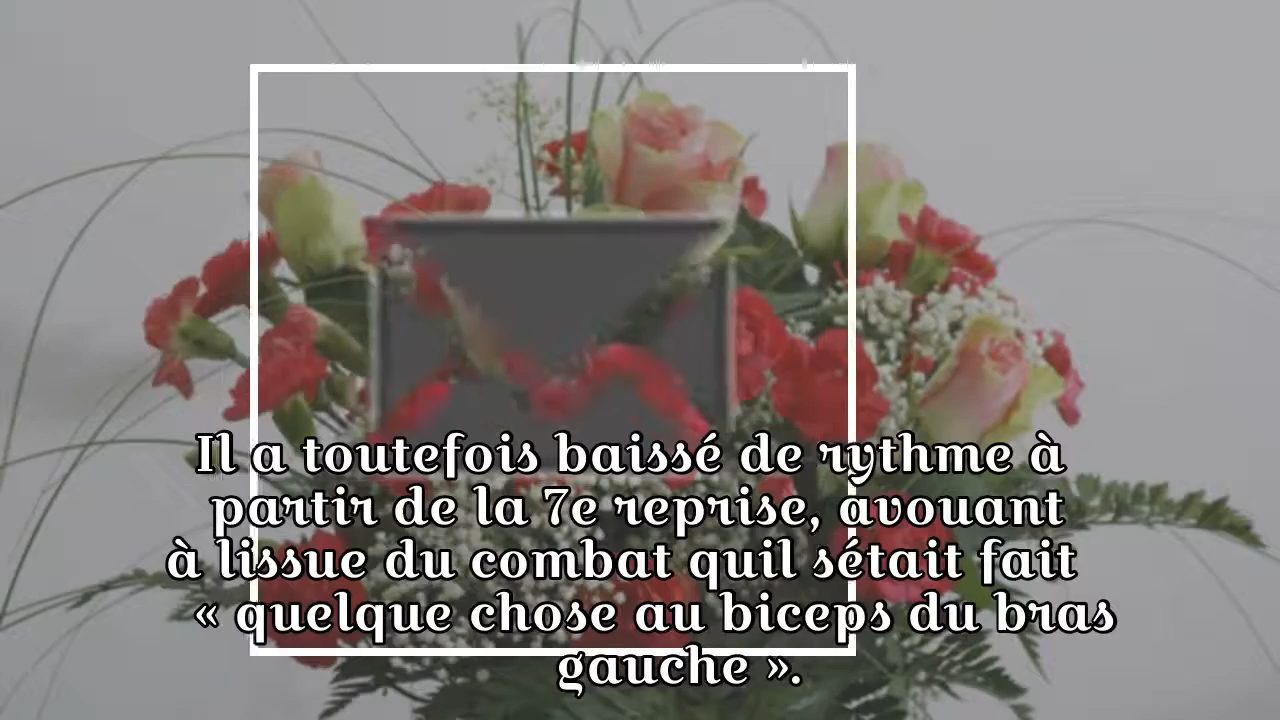 Il a toutefois baissé de rythme à
partir de la 7e reprise, avouant
à lissue du combat quil sétait fait
« quelque chose au biceps du bras
gauche ».